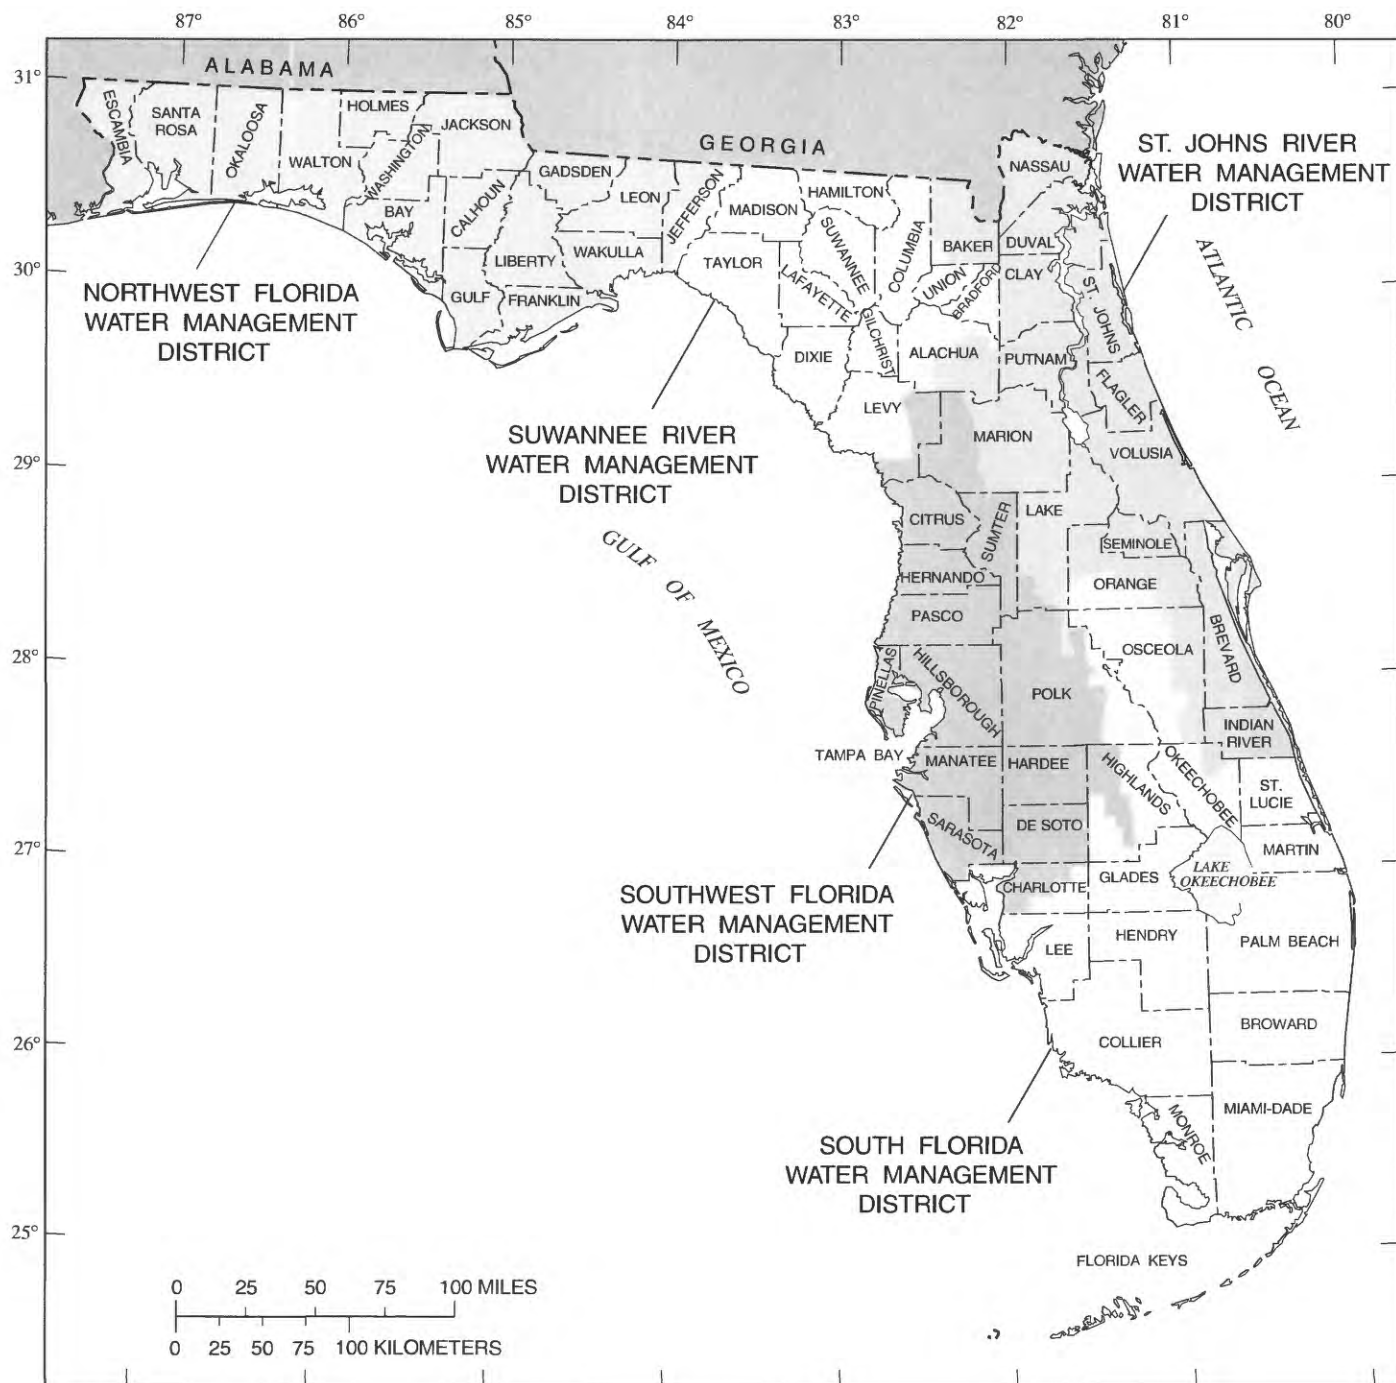 87° 86° 85° 84° 83° 82° 81° 80°
31°
30°
29°
28°
27°
26°
25°
ALABAMA
GEORGIA
ESCAMBIA
SANTA
ROSA
OKALOOSA
WALTON
HOLMES
WASHINGTON
JACKSON
BAY
CALHOUN
GULF
GADSDEN
LIBERTY
FRANKLIN
LEON
WAKULLA
JEFFERSON
MADISON
TAYLOR
HAMILTON
SUWANNEE
LAFAYETTE
DIXIE
COLUMBIA
GILCHRIST
BAKER
UNION
BRADFORD
ALACHUA
LEVY
NASSAU
DUVAL
CLAY
ST. JOHNS
PUTNAM
FLAGLER
MARION
VOLUSIA
CITRUS
SUMTER
LAKE
SEMINOLE
HERNANDO
ORANGE
PASCO
OSCEOLA
BREVARD
PINELLAS
HILLSBOROUGH
POLK
INDIAN
RIVER
TAMPA BAY
MANATEE
HARDEE
HIGHLANDS
OKEECHOBEE
ST.
LUCIE
SARASOTA
DE SOTO
MARTIN
CHARLOTTE
GLADES
LAKE
OKEECHOBEE
LEE
HENDRY
PALM BEACH
COLLIER
BROWARD
MONROE
MIAMI-DADE
FLORIDA KEYS
ST. JOHNS RIVER
WATER MANAGEMENT
DISTRICT
ATLANTIC
OCEAN
NORTHWEST FLORIDA
WATER MANAGEMENT
DISTRICT
SUWANNEE RIVER
WATER MANAGEMENT
DISTRICT
GULF OF MEXICO
SOUTHWEST FLORIDA
WATER MANAGEMENT
DISTRICT
SOUTH FLORIDA
WATER MANAGEMENT
DISTRICT
0 25 50 75 100 MILES
0 25 50 75 100 KILOMETERS